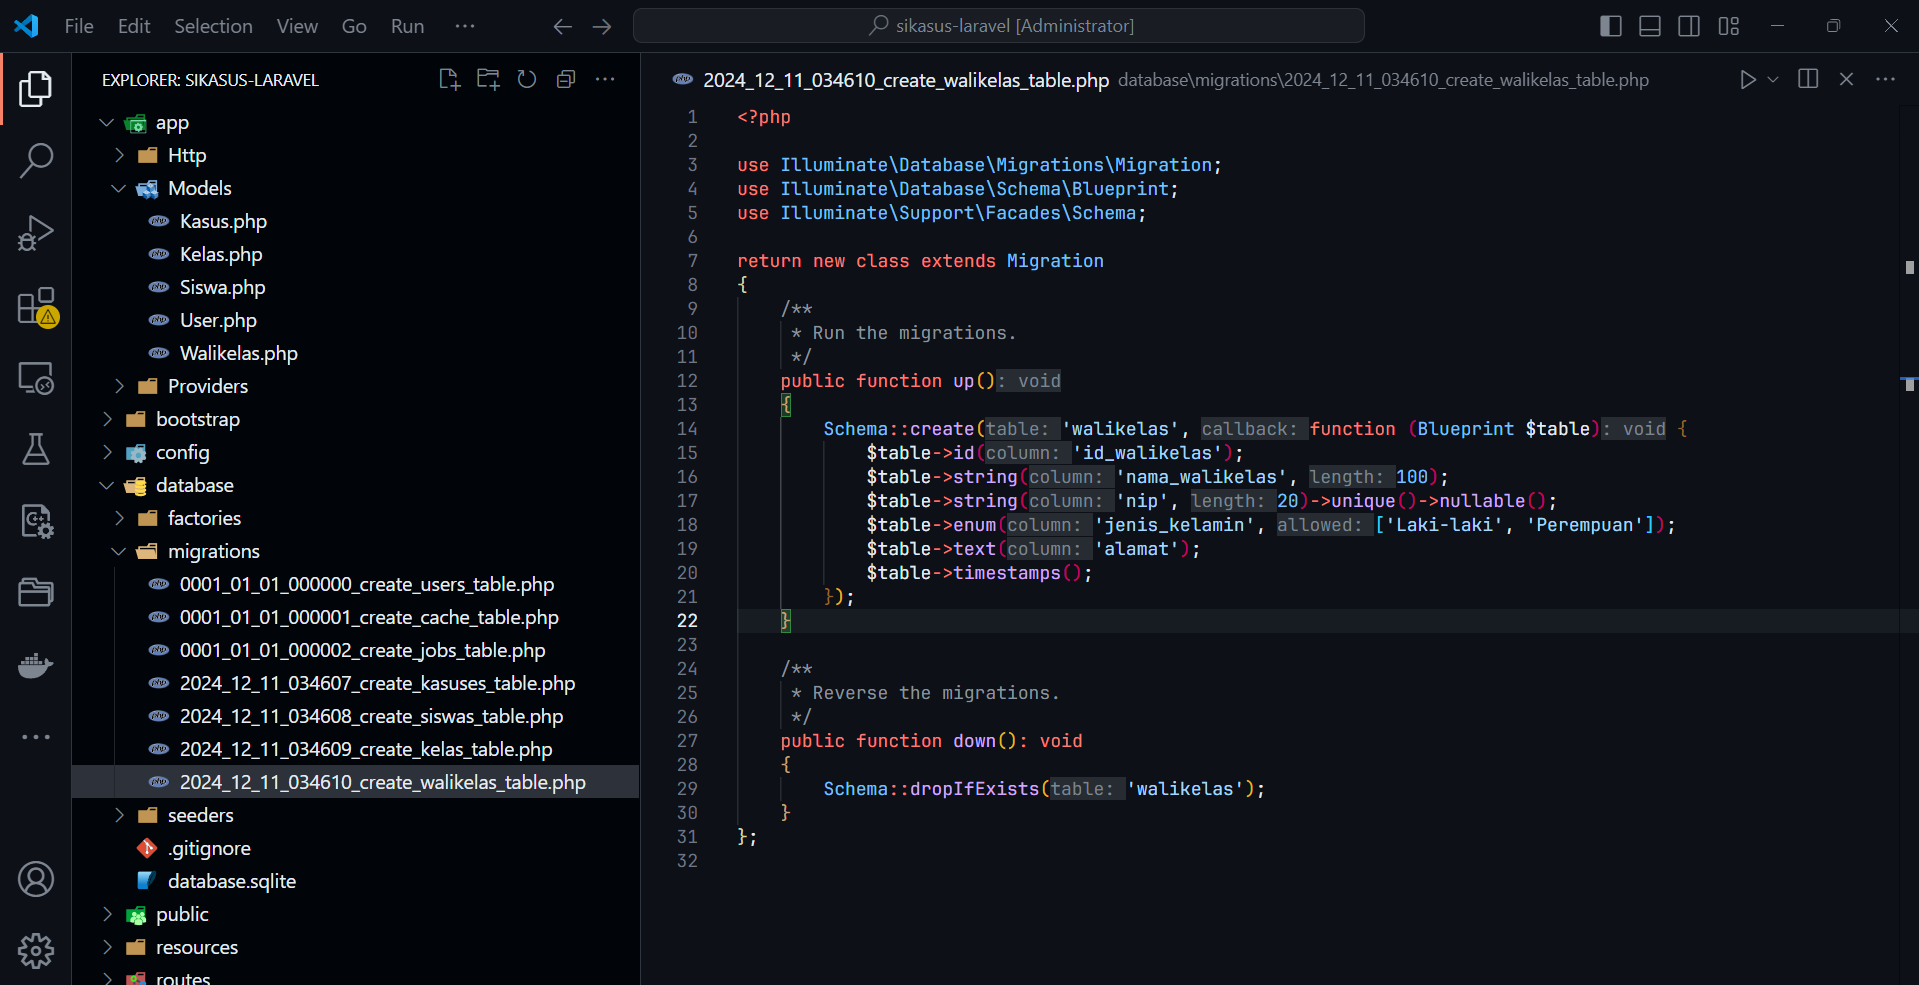 File Edit Selection View Go Run ··· sikasus-laravel [Administrator]
EXPLORER: SIKASUS-LARAVEL
app
Http
Models
Kasus.php
Kelas.php
Siswa.php
User.php
Walikelas.php
Providers
bootstrap
config
database
factories
migrations
0001_01_01_000000_create_users_table.php
0001_01_01_000001_create_cache_table.php
0001_01_01_000002_create_jobs_table.php
2024_12_11_034607_create_kasuses_table.php
2024_12_11_034608_create_siswas_table.php
2024_12_11_034609_create_kelas_table.php
2024_12_11_034610_create_walikelas_table.php
seeders
.gitignore
database.sqlite
public
resources
routes
2024_12_11_034610_create_walikelas_table.php database\migrations\2024_12_11_034610_create_walikelas_table.php
1 <?php
2
3 use Illuminate\Database\Migrations\Migration;
4 use Illuminate\Database\Schema\Blueprint;
5 use Illuminate\Support\Facades\Schema;
6
7 return new class extends Migration
8 {
9 /**
10 * Run the migrations.
11 */
12 public function up(): void
13 {
14 Schema::create(table: 'walikelas', callback: function (Blueprint $table): void {
15 $table->id(column: 'id_walikelas');
16 $table->string(column: 'nama_walikelas', length: 100);
17 $table->string(column: 'nip', length: 20)->unique()->nullable();
18 $table->enum(column: 'jenis_kelamin', allowed: ['Laki-laki', 'Perempuan']);
19 $table->text(column: 'alamat');
20 $table->timestamps();
21 });
22 }
23
24 /**
25 * Reverse the migrations.
26 */
27 public function down(): void
28 {
29 Schema::dropIfExists(table: 'walikelas');
30 }
31 };
32